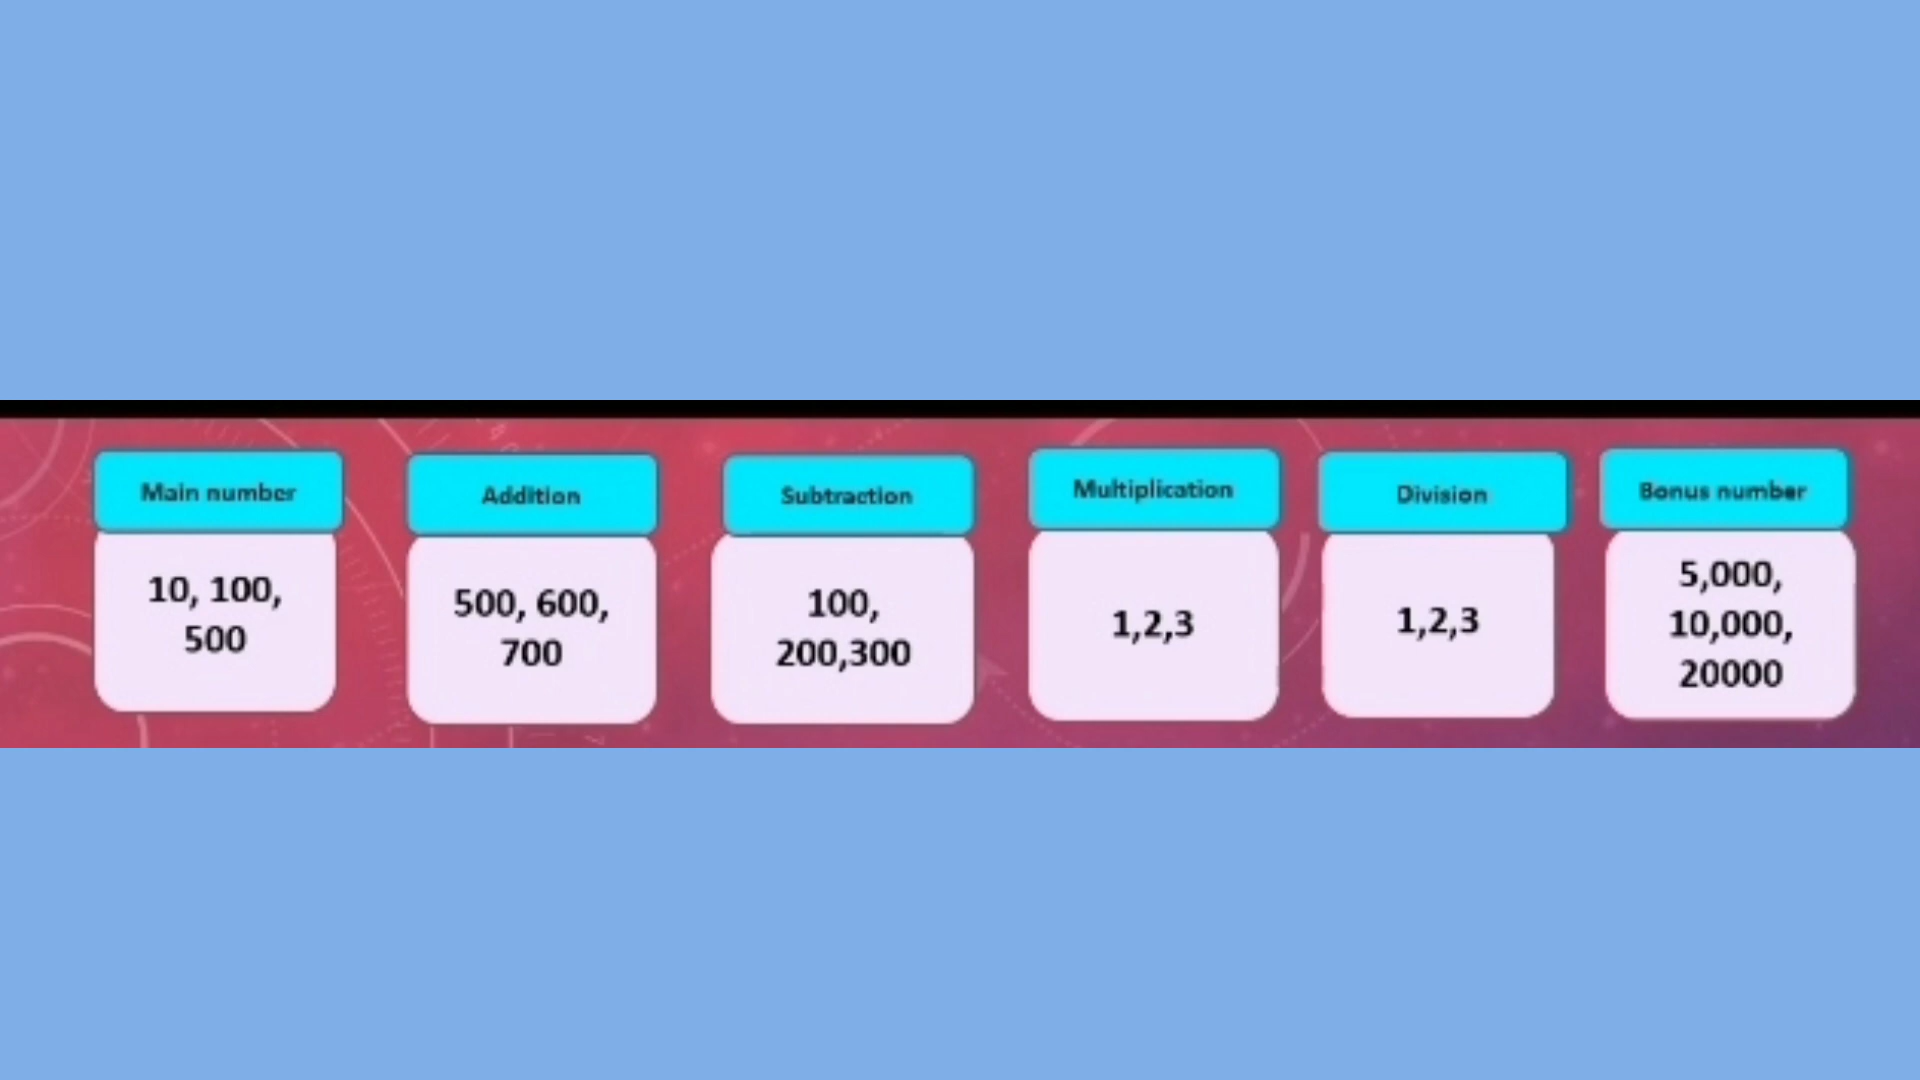 Main number
10, 100,
500
Addition
500, 600,
700
Subtraction
100,
200,300
Multiplication
1,2,3
Division
1,2,3
Bonus number
5,000,
10,000,
20000